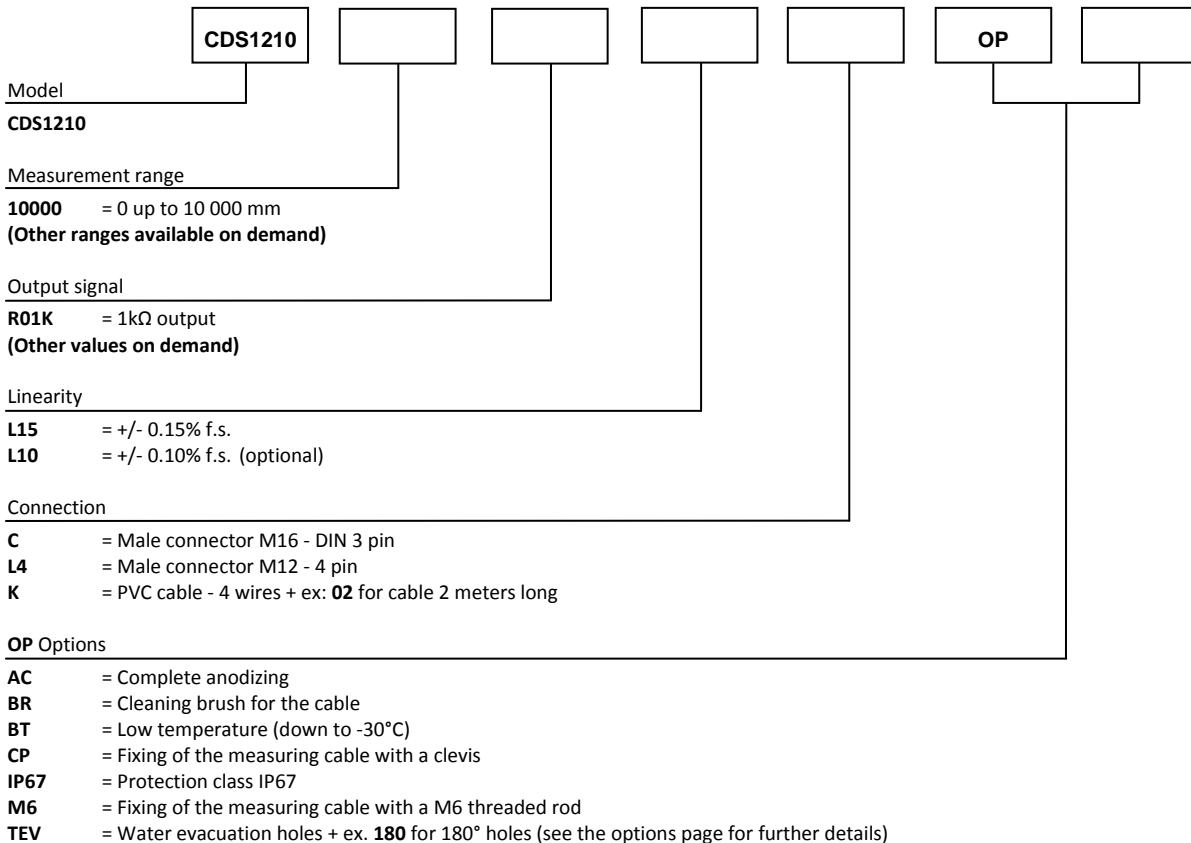 CDS1210 OP
Model
CDS1210
Measurement range
10000 = 0 up to 10 000 mm
(Other ranges available on demand)
Output signal
R01K = 1kΩ output
(Other values on demand)
Linearity
L15 = +/- 0.15% f.s.
L10 = +/- 0.10% f.s. (optional)
Connection
C = Male connector M16 - DIN 3 pin
L4 = Male connector M12 - 4 pin
K = PVC cable - 4 wires + ex: 02 for cable 2 meters long
OP Options
AC = Complete anodizing
BR = Cleaning brush for the cable
BT = Low temperature (down to -30°C)
CP = Fixing of the measuring cable with a clevis
IP67 = Protection class IP67
M6 = Fixing of the measuring cable with a M6 threaded rod
TEV = Water evacuation holes + ex. 180 for 180° holes (see the options page for further details)